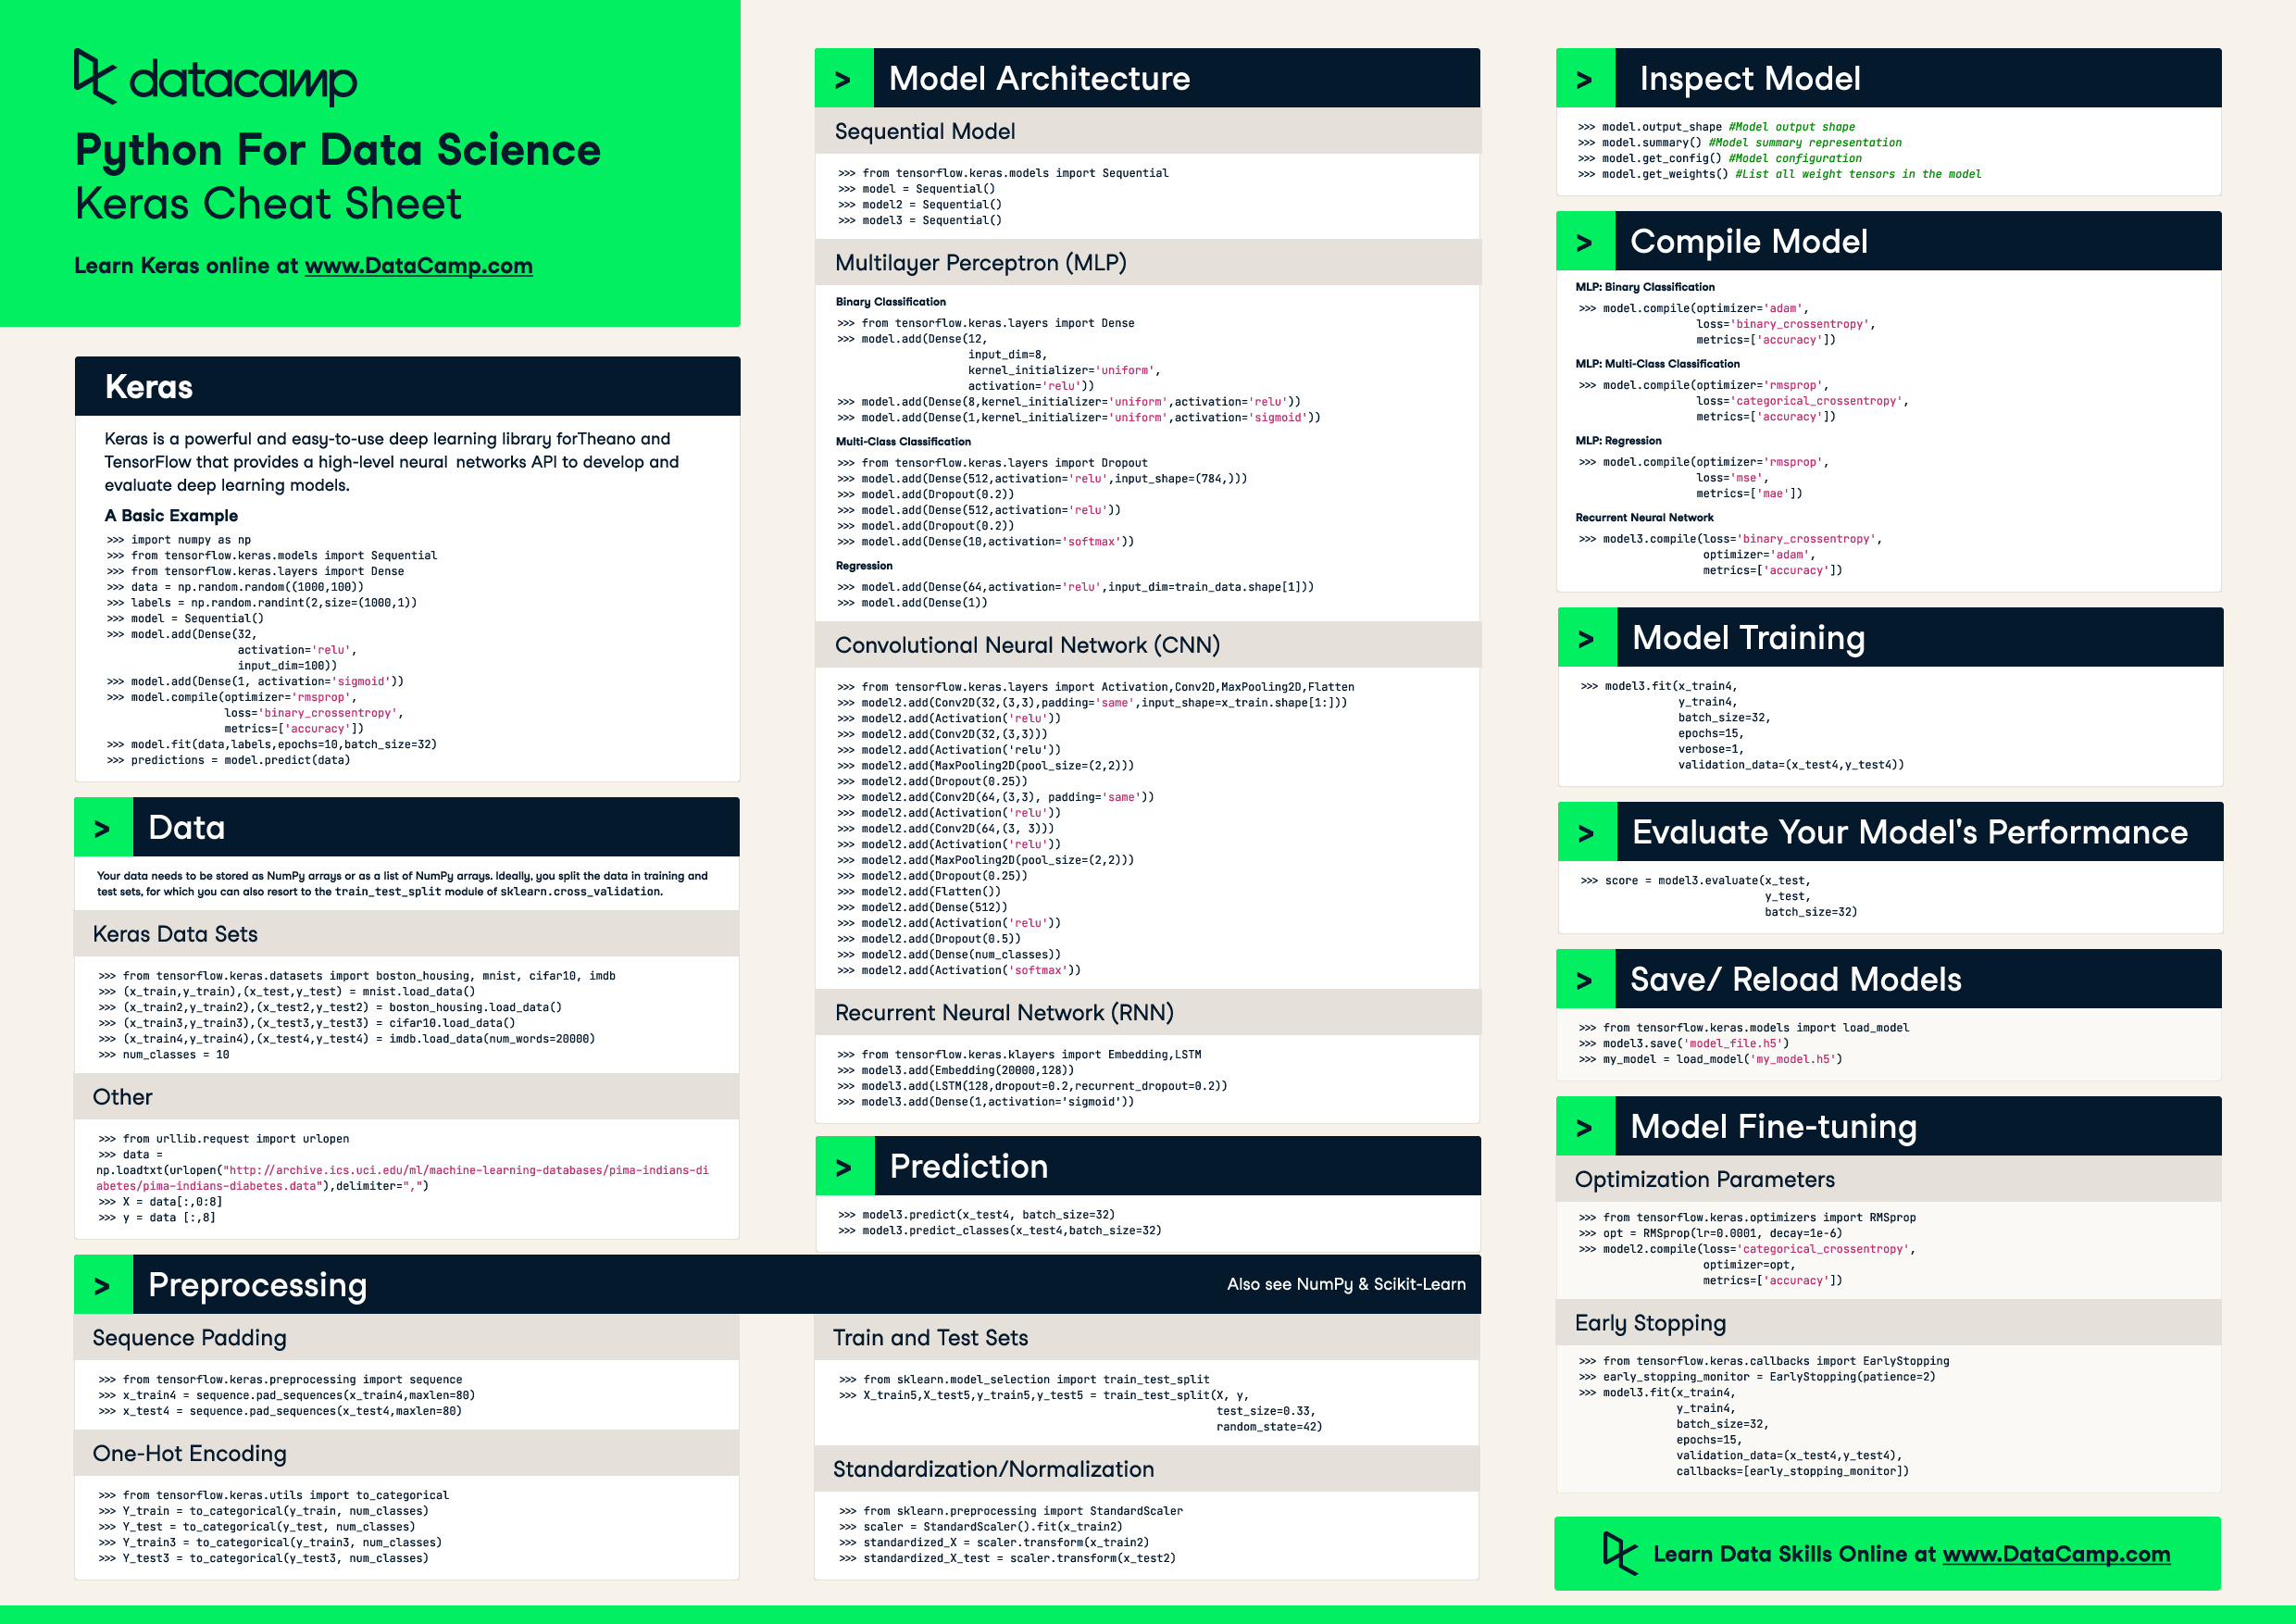 datacamp
Python For Data Science
Keras Cheat Sheet
Learn Keras online at www.DataCamp.com
Keras
Keras is a powerful and easy-to-use deep learning library forTheano and
TensorFlow that provides a high-level neural networks API to develop and
evaluate deep learning models.
A Basic Example
>>> import numpy as np
>>> from tensorflow.keras.models import Sequential
>>> from tensorflow.keras.layers import Dense
>>> data = np.random.random((1000,100))
>>> labels = np.random.randint(2,size=(1000,1))
>>> model = Sequential()
>>> model.add(Dense(32,
activation='relu',
input_dim=100))
>>> model.add(Dense(1, activation='sigmoid'))
>>> model.compile(optimizer='rmsprop',
loss='binary_crossentropy',
metrics=['accuracy'])
>>> model.fit(data,labels,epochs=10,batch_size=32)
>>> predictions = model.predict(data)
> Data
Your data needs to be stored as NumPy arrays or as a list of NumPy arrays. Ideally, you split the data in training and
test sets, for which you can also resort to the train_test_split module of sklearn.cross_validation.
Keras Data Sets
>>> from tensorflow.keras.datasets import boston_housing, mnist, cifar10, imdb
>>> (x_train,y_train),(x_test,y_test) = mnist.load_data()
>>> (x_train2,y_train2),(x_test2,y_test2) = boston_housing.load_data()
>>> (x_train3,y_train3),(x_test3,y_test3) = cifar10.load_data()
>>> (x_train4,y_train4),(x_test4,y_test4) = imdb.load_data(num_words=20000)
>>> num_classes = 10
Other
>>> from urllib.request import urlopen
>>> data =
np.loadtxt(urlopen("http://archive.ics.uci.edu/ml/machine-learning-databases/pima-indians-di
abetes/pima-indians-diabetes.data"),delimiter=",")
>>> X = data[:,0:8]
>>> y = data [:,8]
> Model Architecture
Sequential Model
>>> from tensorflow.keras.models import Sequential
>>> model = Sequential()
>>> model2 = Sequential()
>>> model3 = Sequential()
Multilayer Perceptron (MLP)
Binary Classification
>>> from tensorflow.keras.layers import Dense
>>> model.add(Dense(12,
input_dim=8,
kernel_initializer='uniform',
activation='relu'))
>>> model.add(Dense(8,kernel_initializer='uniform',activation='relu'))
>>> model.add(Dense(1,kernel_initializer='uniform',activation='sigmoid'))
Multi-Class Classification
>>> from tensorflow.keras.layers import Dropout
>>> model.add(Dense(512,activation='relu',input_shape=(784,)))
>>> model.add(Dropout(0.2))
>>> model.add(Dense(512,activation='relu'))
>>> model.add(Dropout(0.2))
>>> model.add(Dense(10,activation='softmax'))
Regression
>>> model.add(Dense(64,activation='relu',input_dim=train_data.shape[1]))
>>> model.add(Dense(1))
Convolutional Neural Network (CNN)
>>> from tensorflow.keras.layers import Activation,Conv2D,MaxPooling2D,Flatten
>>> model2.add(Conv2D(32,(3,3),padding='same',input_shape=x_train.shape[1:]))
>>> model2.add(Activation('relu'))
>>> model2.add(Conv2D(32,(3,3)))
>>> model2.add(Activation('relu'))
>>> model2.add(MaxPooling2D(pool_size=(2,2)))
>>> model2.add(Dropout(0.25))
>>> model2.add(Conv2D(64,(3,3), padding='same'))
>>> model2.add(Activation('relu'))
>>> model2.add(Conv2D(64,(3, 3)))
>>> model2.add(Activation('relu'))
>>> model2.add(MaxPooling2D(pool_size=(2,2)))
>>> model2.add(Dropout(0.25))
>>> model2.add(Flatten())
>>> model2.add(Dense(512))
>>> model2.add(Activation('relu'))
>>> model2.add(Dropout(0.5))
>>> model2.add(Dense(num_classes))
>>> model2.add(Activation('softmax'))
Recurrent Neural Network (RNN)
>>> from tensorflow.keras.klayers import Embedding,LSTM
>>> model3.add(Embedding(20000,128))
>>> model3.add(LSTM(128,dropout=0.2,recurrent_dropout=0.2))
>>> model3.add(Dense(1,activation='sigmoid'))
> Prediction
>>> model3.predict(x_test4, batch_size=32)
>>> model3.predict_classes(x_test4,batch_size=32)
> Preprocessing
Also see NumPy & Scikit-Learn
Sequence Padding
>>> from tensorflow.keras.preprocessing import sequence
>>> x_train4 = sequence.pad_sequences(x_train4,maxlen=80)
>>> x_test4 = sequence.pad_sequences(x_test4,maxlen=80)
One-Hot Encoding
>>> from tensorflow.keras.utils import to_categorical
>>> Y_train = to_categorical(y_train, num_classes)
>>> Y_test = to_categorical(y_test, num_classes)
>>> Y_train3 = to_categorical(y_train3, num_classes)
>>> Y_test3 = to_categorical(y_test3, num_classes)
Train and Test Sets
>>> from sklearn.model_selection import train_test_split
>>> X_train5,X_test5,y_train5,y_test5 = train_test_split(X, y,
test_size=0.33,
random_state=42)
Standardization/Normalization
>>> from sklearn.preprocessing import StandardScaler
>>> scaler = StandardScaler().fit(x_train2)
>>> standardized_X = scaler.transform(x_train2)
>>> standardized_X_test = scaler.transform(x_test2)
> Inspect Model
>>> model.output_shape #Model output shape
>>> model.summary() #Model summary representation
>>> model.get_config() #Model configuration
>>> model.get_weights() #List all weight tensors in the model
> Compile Model
MLP: Binary Classification
>>> model.compile(optimizer='adam',
loss='binary_crossentropy',
metrics=['accuracy'])
MLP: Multi-Class Classification
>>> model.compile(optimizer='rmsprop',
loss='categorical_crossentropy',
metrics=['accuracy'])
MLP: Regression
>>> model.compile(optimizer='rmsprop',
loss='mse',
metrics=['mae'])
Recurrent Neural Network
>>> model3.compile(loss='binary_crossentropy',
optimizer='adam',
metrics=['accuracy'])
> Model Training
>>> model3.fit(x_train4,
y_train4,
batch_size=32,
epochs=15,
verbose=1,
validation_data=(x_test4,y_test4))
> Evaluate Your Model's Performance
>>> score = model3.evaluate(x_test,
y_test,
batch_size=32)
> Save/ Reload Models
>>> from tensorflow.keras.models import load_model
>>> model3.save('model_file.h5')
>>> my_model = load_model('my_model.h5')
> Model Fine-tuning
Optimization Parameters
>>> from tensorflow.keras.optimizers import RMSprop
>>> opt = RMSprop(lr=0.0001, decay=1e-6)
>>> model2.compile(loss='categorical_crossentropy',
optimizer=opt,
metrics=['accuracy'])
Early Stopping
>>> from tensorflow.keras.callbacks import EarlyStopping
>>> early_stopping_monitor = EarlyStopping(patience=2)
>>> model3.fit(x_train4,
y_train4,
batch_size=32,
epochs=15,
validation_data=(x_test4,y_test4),
callbacks=[early_stopping_monitor])
Learn Data Skills Online at www.DataCamp.com